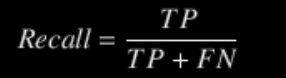 Recall = TP / (TP + FN)